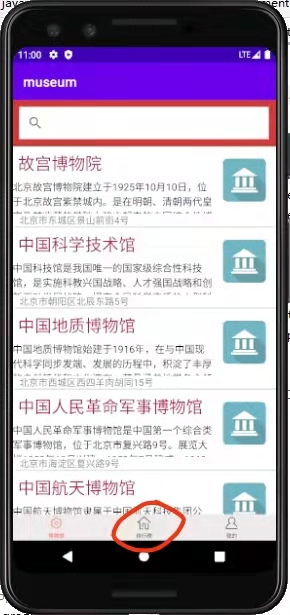 java
ment
11:00
LTE
museum
故宫博物院
北京故宫博物院建立于1925年10月10日，位
于北京故宫紫禁城内。是在明朝、清朝两代皇
北京市东城区景山前街4号
中国科学技术馆
中国科技馆是我国唯一的国家级综合性科技
馆，是实施科教兴国战略、人才强国战略和创
北京市朝阳区北辰东路5号
中国地质博物馆
中国地质博物馆始建于1916年，在与中国现
代科学同步发端、发展的历程中，积淀了丰厚
北京市西城区西四羊肉胡同15号
中国人民革命军事博物馆
中国人民革命军事博物馆是中国第一个综合类
军事博物馆，位于北京市复兴路9号。展览大
北京市海淀区复兴路9号
中国航天博物馆
中国航天博物馆隶属于中国航天科技集团公
排行榜
我的